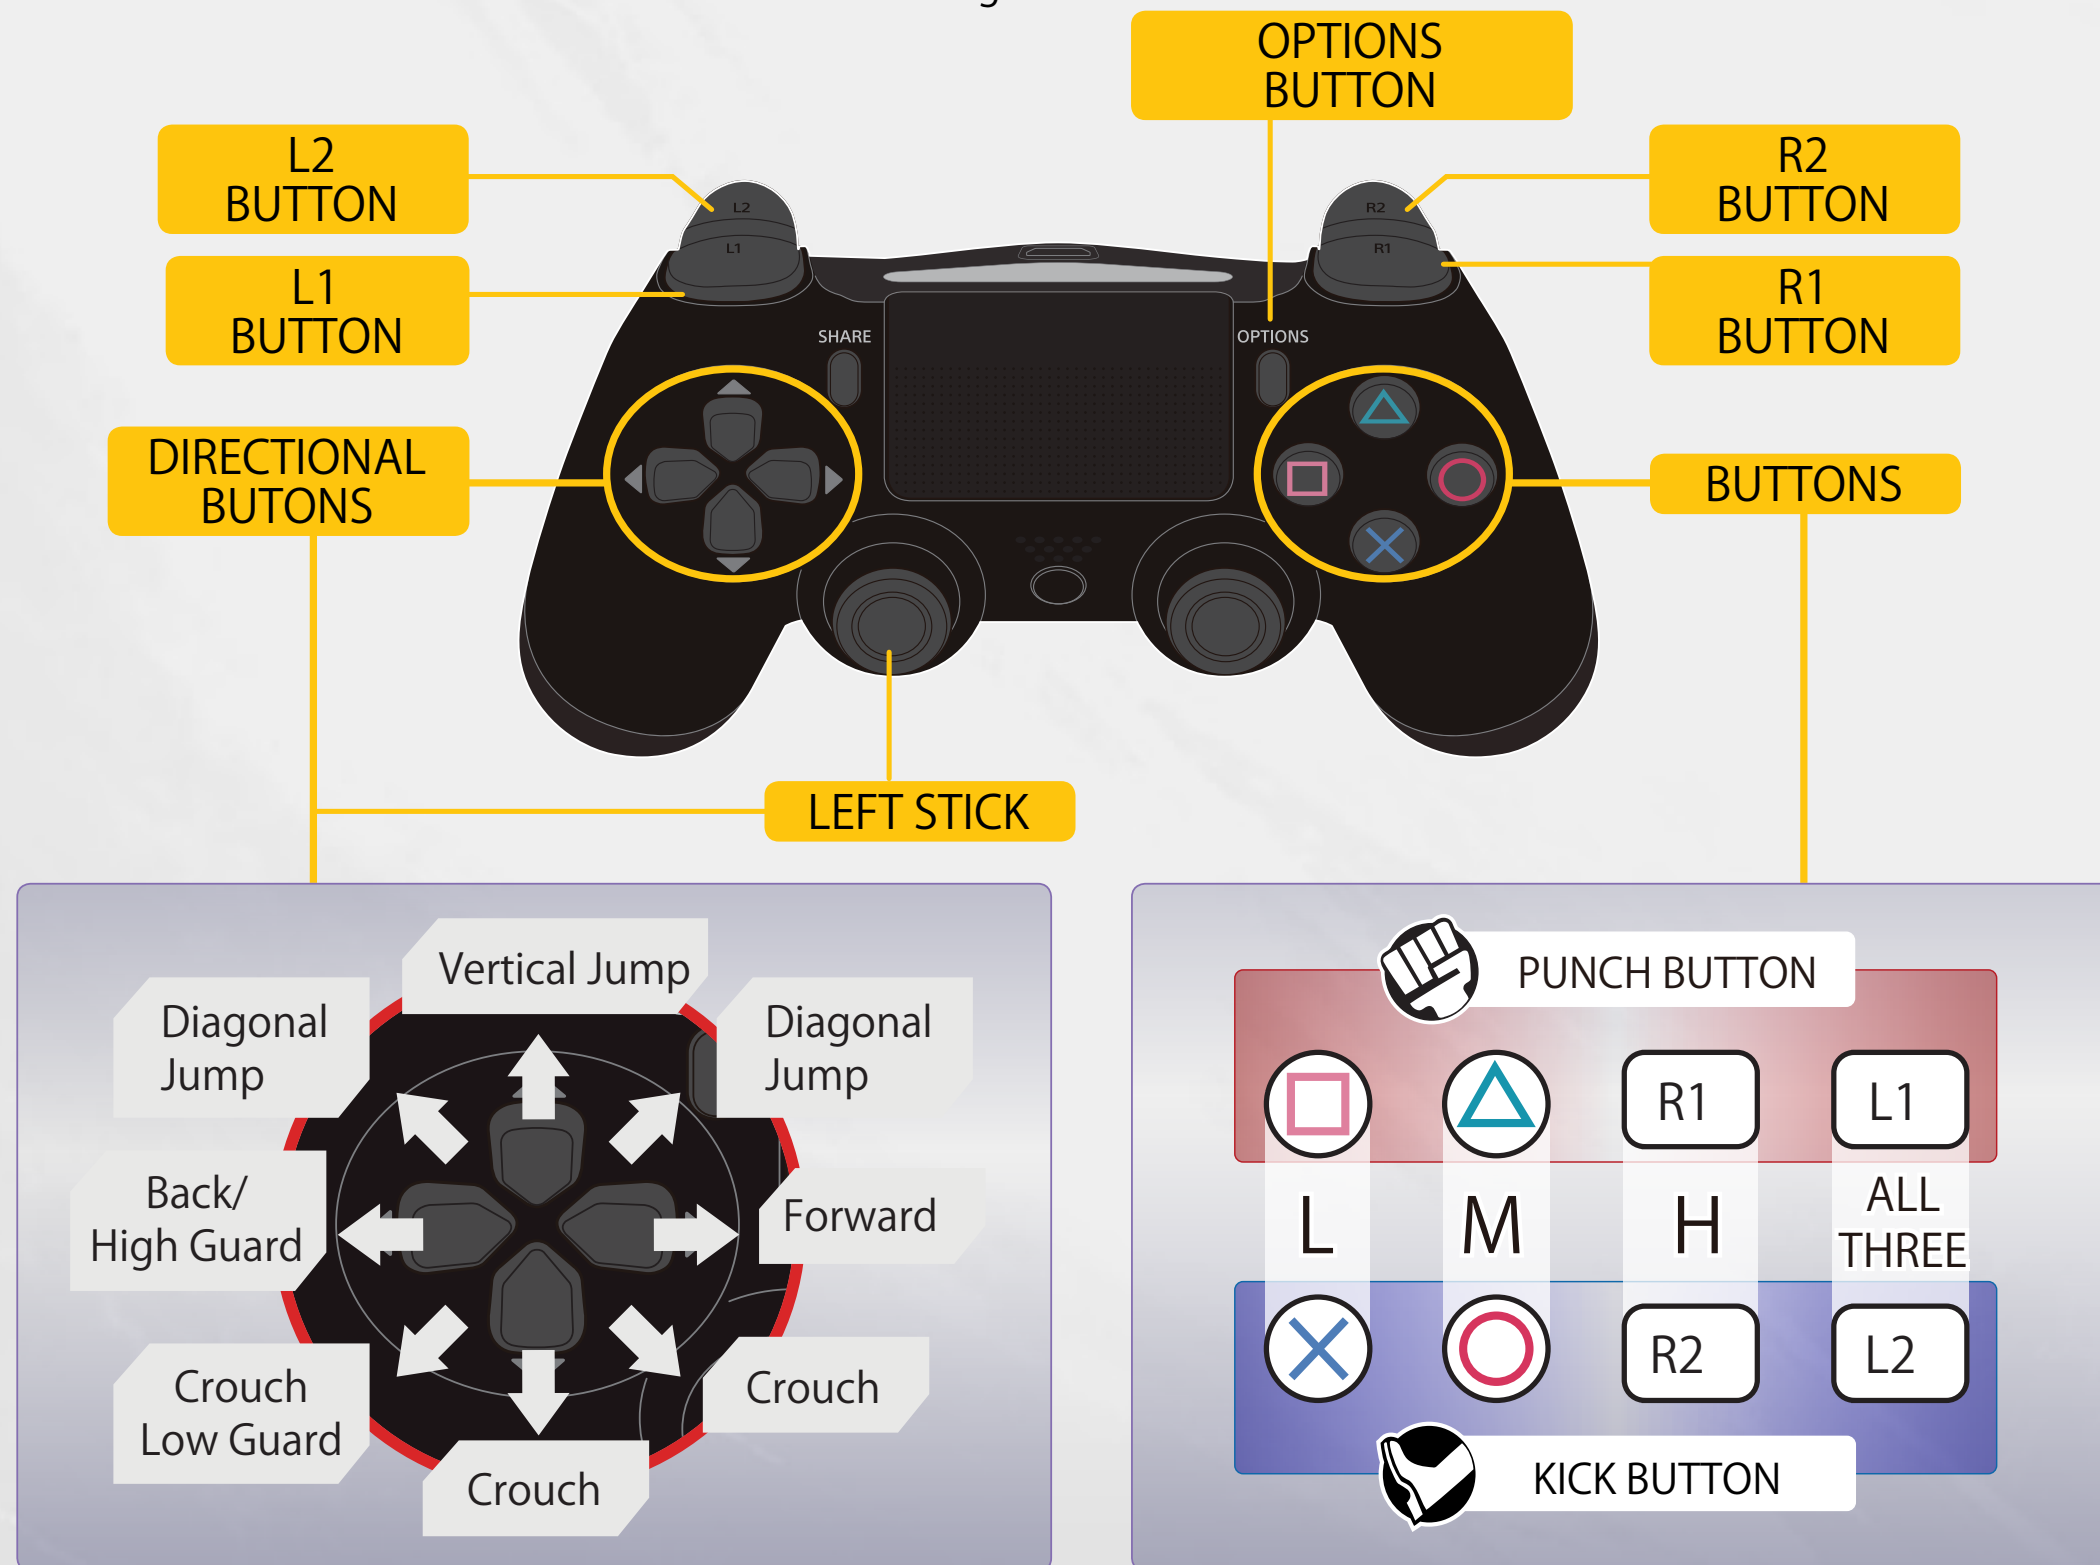 OPTIONS
BUTTON
L2
BUTTON
R2
BUTTON
L2
R2
L1
R1
L1
BUTTON
R1
BUTTON
SHARE
OPTIONS
DIRECTIONAL
BUTONS
BUTTONS
LEFT STICK
Vertical Jump
Diagonal
Jump
Diagonal
Jump
Back/
High Guard
Forward
Crouch
Low Guard
Crouch
Crouch
PUNCH BUTTON
R1
L1
L
M
H
ALL
THREE
R2
L2
KICK BUTTON